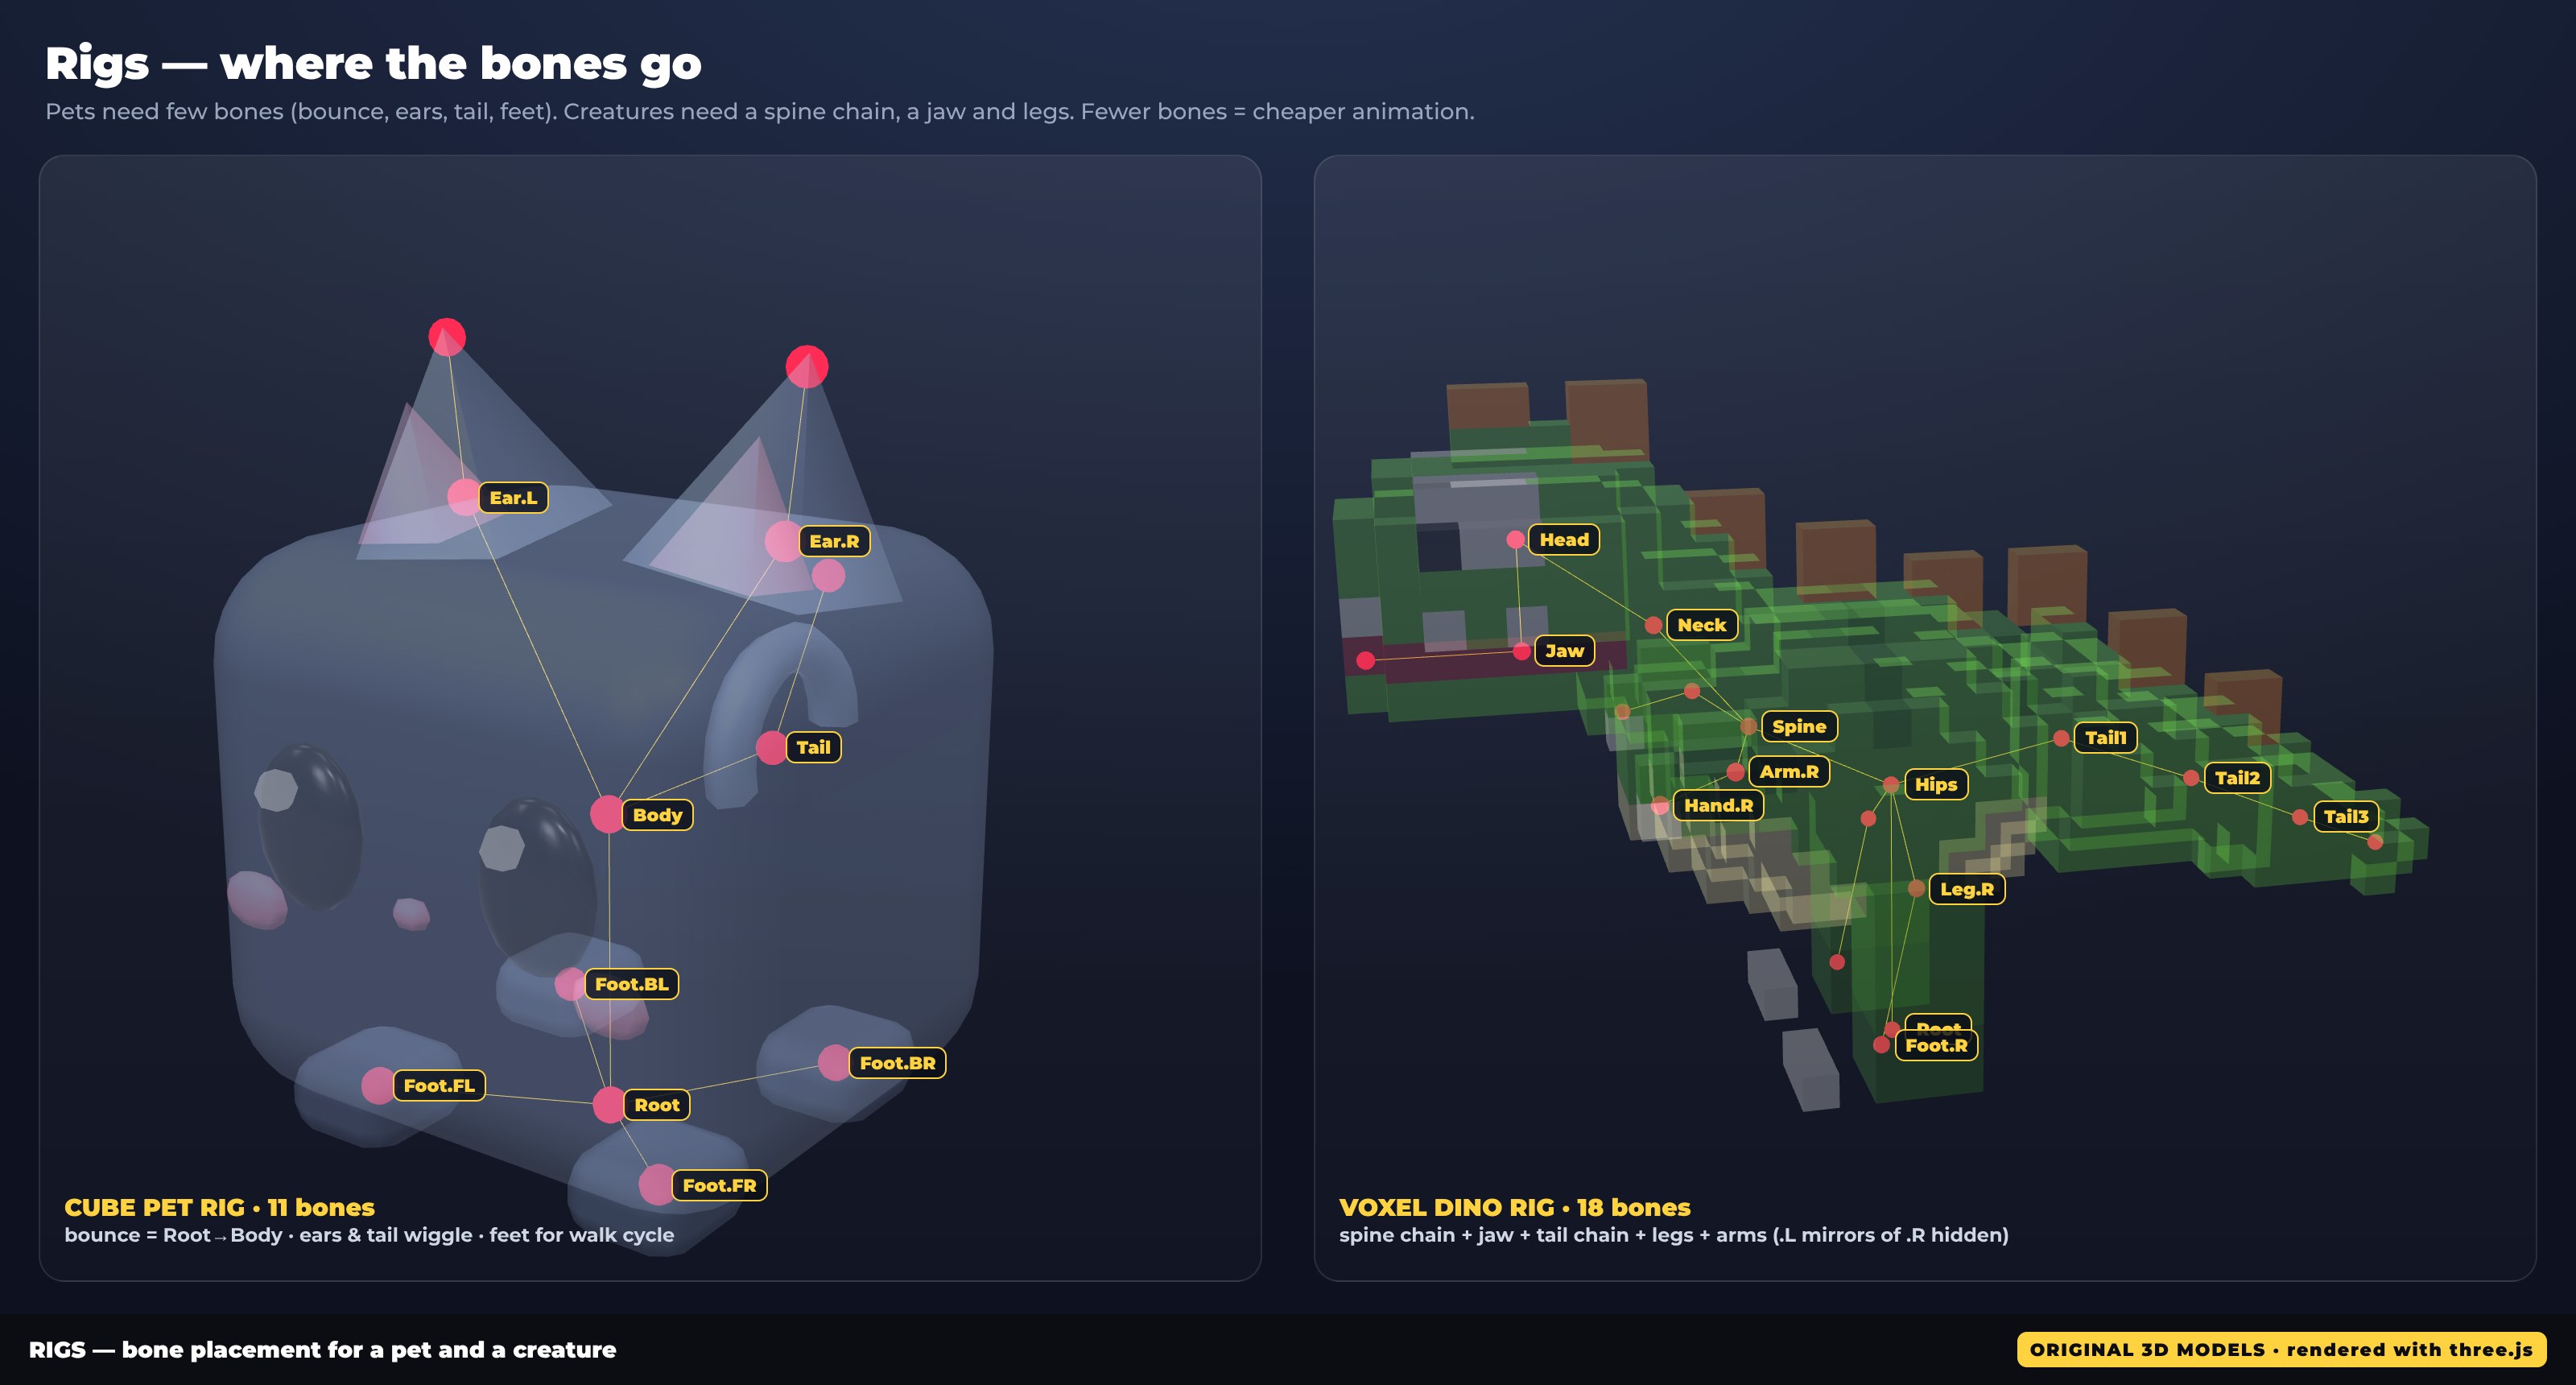 Rigs — where the bones go
Pets need few bones (bounce, ears, tail, feet). Creatures need a spine chain, a jaw and legs. Fewer bones = cheaper animation.
Ear.L
Ear.R
Tail
Body
Foot.BL
Foot.BR
Foot.FL
Root
Foot.FR
CUBE PET RIG · 11 bones
bounce = Root→Body · ears & tail wiggle · feet for walk cycle
Head
Neck
Jaw
Spine
Tail1
Arm.R
Hips
Tail2
Hand.R
Tail3
Leg.R
Root
Foot.R
VOXEL DINO RIG · 18 bones
spine chain + jaw + tail chain + legs + arms (.L mirrors of .R hidden)
RIGS — bone placement for a pet and a creature
ORIGINAL 3D MODELS · rendered with three.js